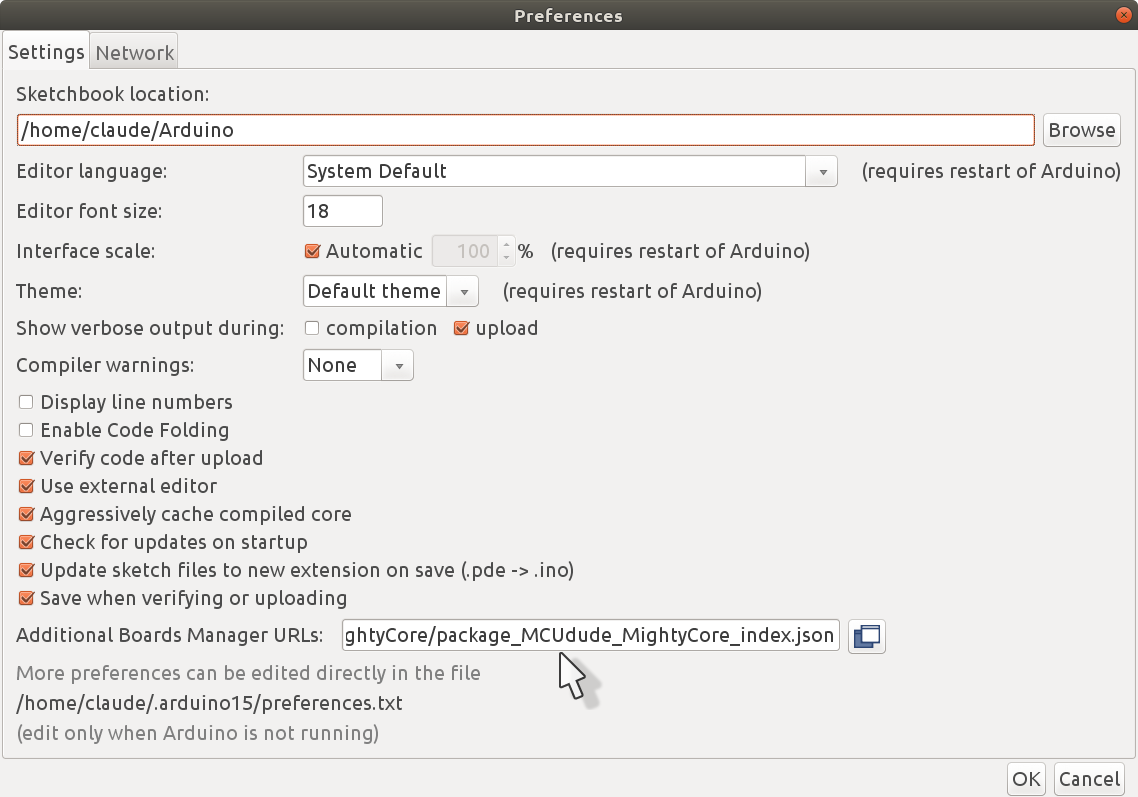 Preferences
Settings Network
Sketchbook location:
/home/claude/Arduino Browse
Editor language: System Default (requires restart of Arduino)
Editor font size: 18
Interface scale: Automatic 100 % (requires restart of Arduino)
Theme: Default theme (requires restart of Arduino)
Show verbose output during: compilation upload
Compiler warnings: None
Display line numbers
Enable Code Folding
Verify code after upload
Use external editor
Aggressively cache compiled core
Check for updates on startup
Update sketch files to new extension on save (.pde -> .ino)
Save when verifying or uploading
Additional Boards Manager URLs: ghtyCore/package_MCUdude_MightyCore_index.json
More preferences can be edited directly in the file
/home/claude/.arduino15/preferences.txt
(edit only when Arduino is not running)
OK Cancel